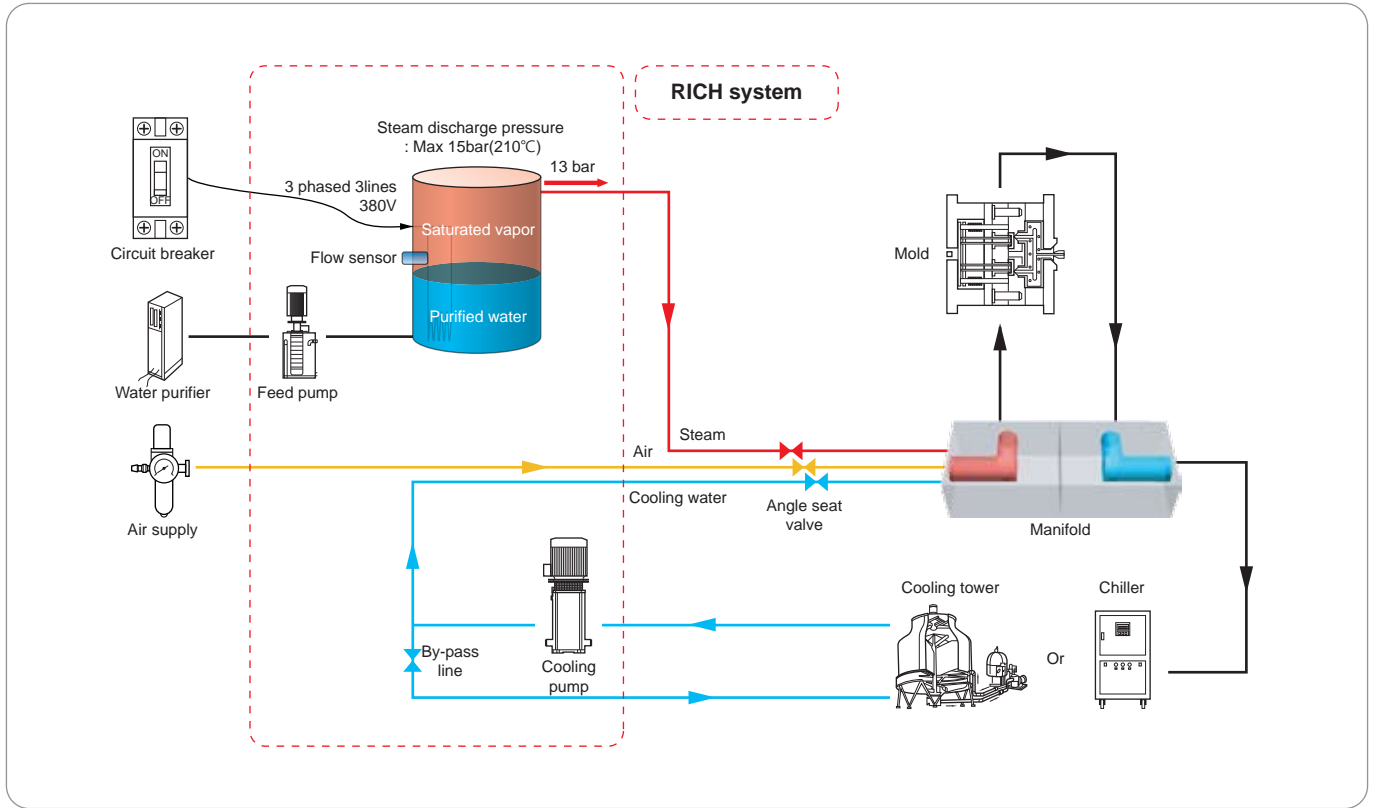 RICH system
Steam discharge pressure
: Max 15bar(210℃)
13 bar
ON
OFF
3 phased 3lines
380V
Circuit breaker
Saturated vapor
Flow sensor
Purified water
Mold
Water purifier
Feed pump
Steam
Air
Cooling water
Angle seat
valve
Air supply
Manifold
Cooling tower
Chiller
By-pass
line
Cooling
pump
Or